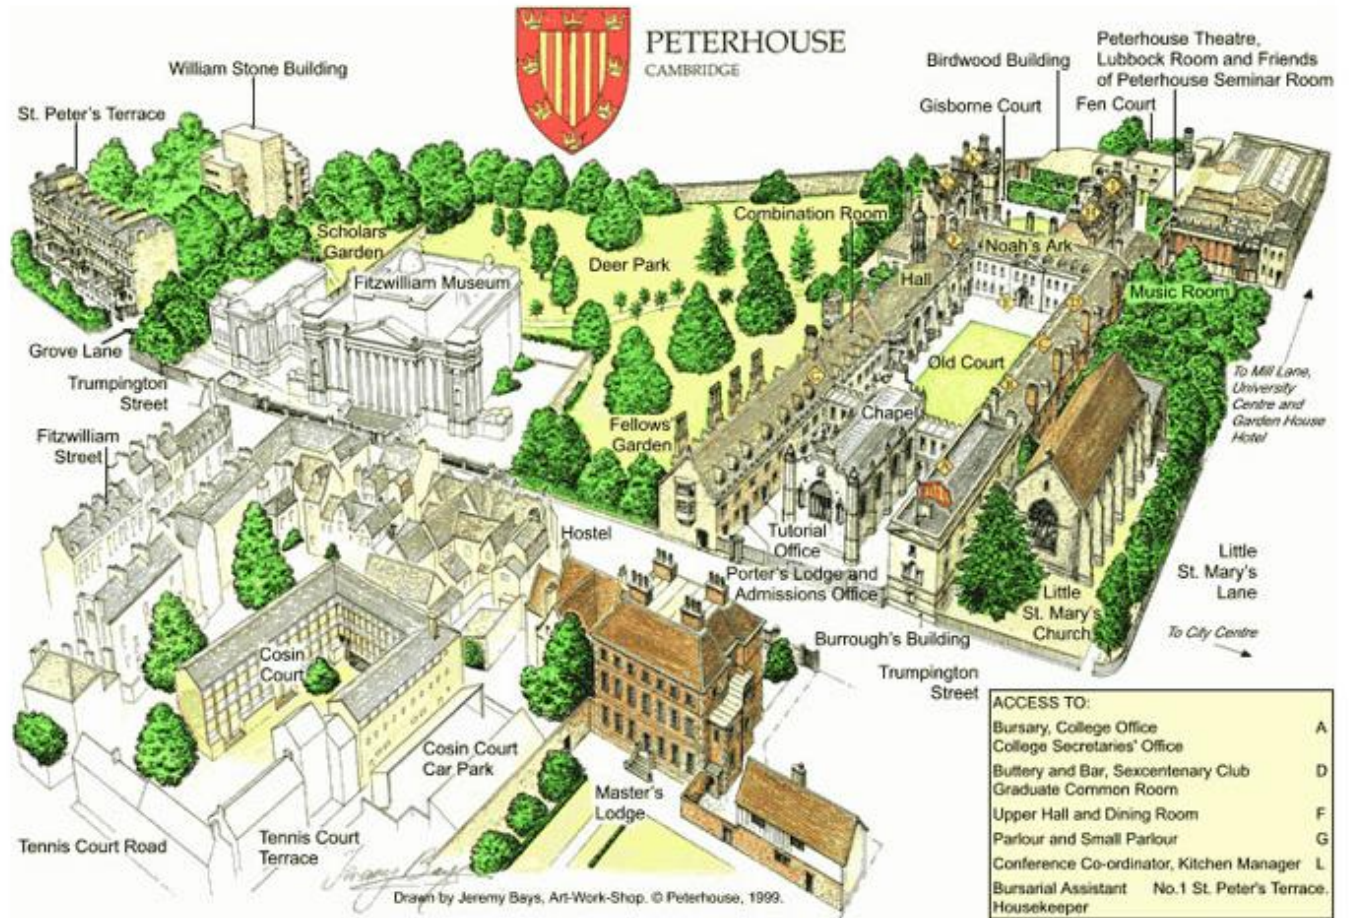 PETERHOUSE
CAMBRIDGE
William Stone Building
St. Peter's Terrace
Birdwood Building
Peterhouse Theatre,
Lubbock Room and Friends
of Peterhouse Seminar Room
Gisborne Court
Fen Court
Scholars
Garden
Combination Room
Deer Park
Noah's Ark
Hall
Fitzwilliam Museum
Music Room
Grove Lane
Trumpington
Street
Old Court
To Mill Lane,
University
Centre and
Garden House
Hotel
Fitzwilliam
Street
Chapel
Fellows'
Garden
Hostel
Tutorial
Office
Porter's Lodge and
Admissions Office
Little
St. Mary's
Lane
Little
St. Mary's
Church
Burrough's Building
To City Centre
Cosin
Court
Trumpington
Street
Cosin Court
Car Park
Master's
Lodge
Tennis Court Road
Tennis Court
Terrace
Jeremy Bays
Drawn by Jeremy Bays, Art-Work-Shop. © Peterhouse, 1999.
ACCESS TO:
Bursary, College Office A
College Secretaries' Office
Buttery and Bar, Sexcentenary Club D
Graduate Common Room
Upper Hall and Dining Room F
Parlour and Small Parlour G
Conference Co-ordinator, Kitchen Manager L
Bursarial Assistant No.1 St. Peter's Terrace.
Housekeeper